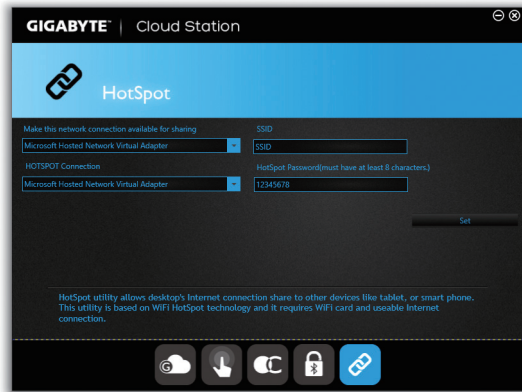 GIGABYTE™ | Cloud Station
HotSpot
Make this network connection available for sharing
Microsoft Hosted Network Virtual Adapter
SSID
SSID
HOTSPOT Connection
Microsoft Hosted Network Virtual Adapter
HotSpot Password(must have at least 8 characters.)
12345678
Set
HotSpot utility allows desktop's Internet connection share to other devices like tablet, or smart phone.
This utility is based on WiFi HotSpot technology and it requires WiFi card and useable Internet
connection.
G